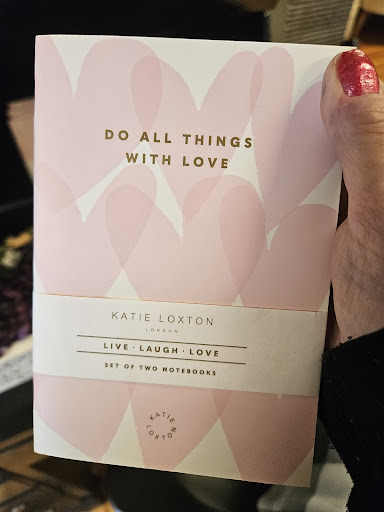 DO ALL THINGS
WITH LOVE
KATIE LOXTON
LONDON
LIVE · LAUGH · LOVE
SET OF TWO NOTEBOOKS
KATIE LOXTON